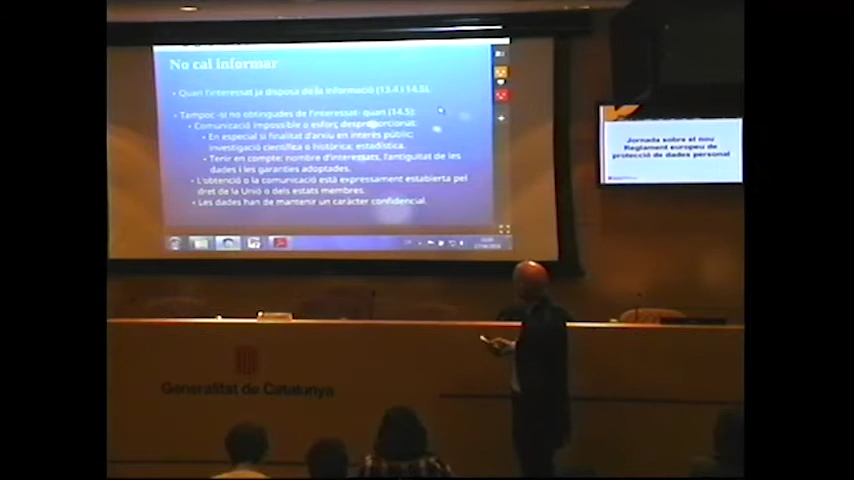 No cal informar
• Quan l'interessat ja disposa de la informació (13.4 i 14.5).
• Tampoc -si no obtingudes de l'interessat- quan (14.5):
• Comunicació impossible o esforç desproporcionat:
• En especial si finalitat d'arxiu en interès públic;
investigació científica o històrica; estadística.
• Tenir en compte: nombre d'interessats, l'antiguitat de les
dades i les garanties adoptades.
• L'obtenció o la comunicació està expressament establerta pel
dret de la Unió o dels estats membres.
• Les dades han de mantenir un caràcter confidencial.
Jornada sobre el nou
Reglament europeu de
protecció de dades personal
Generalitat de Catalunya